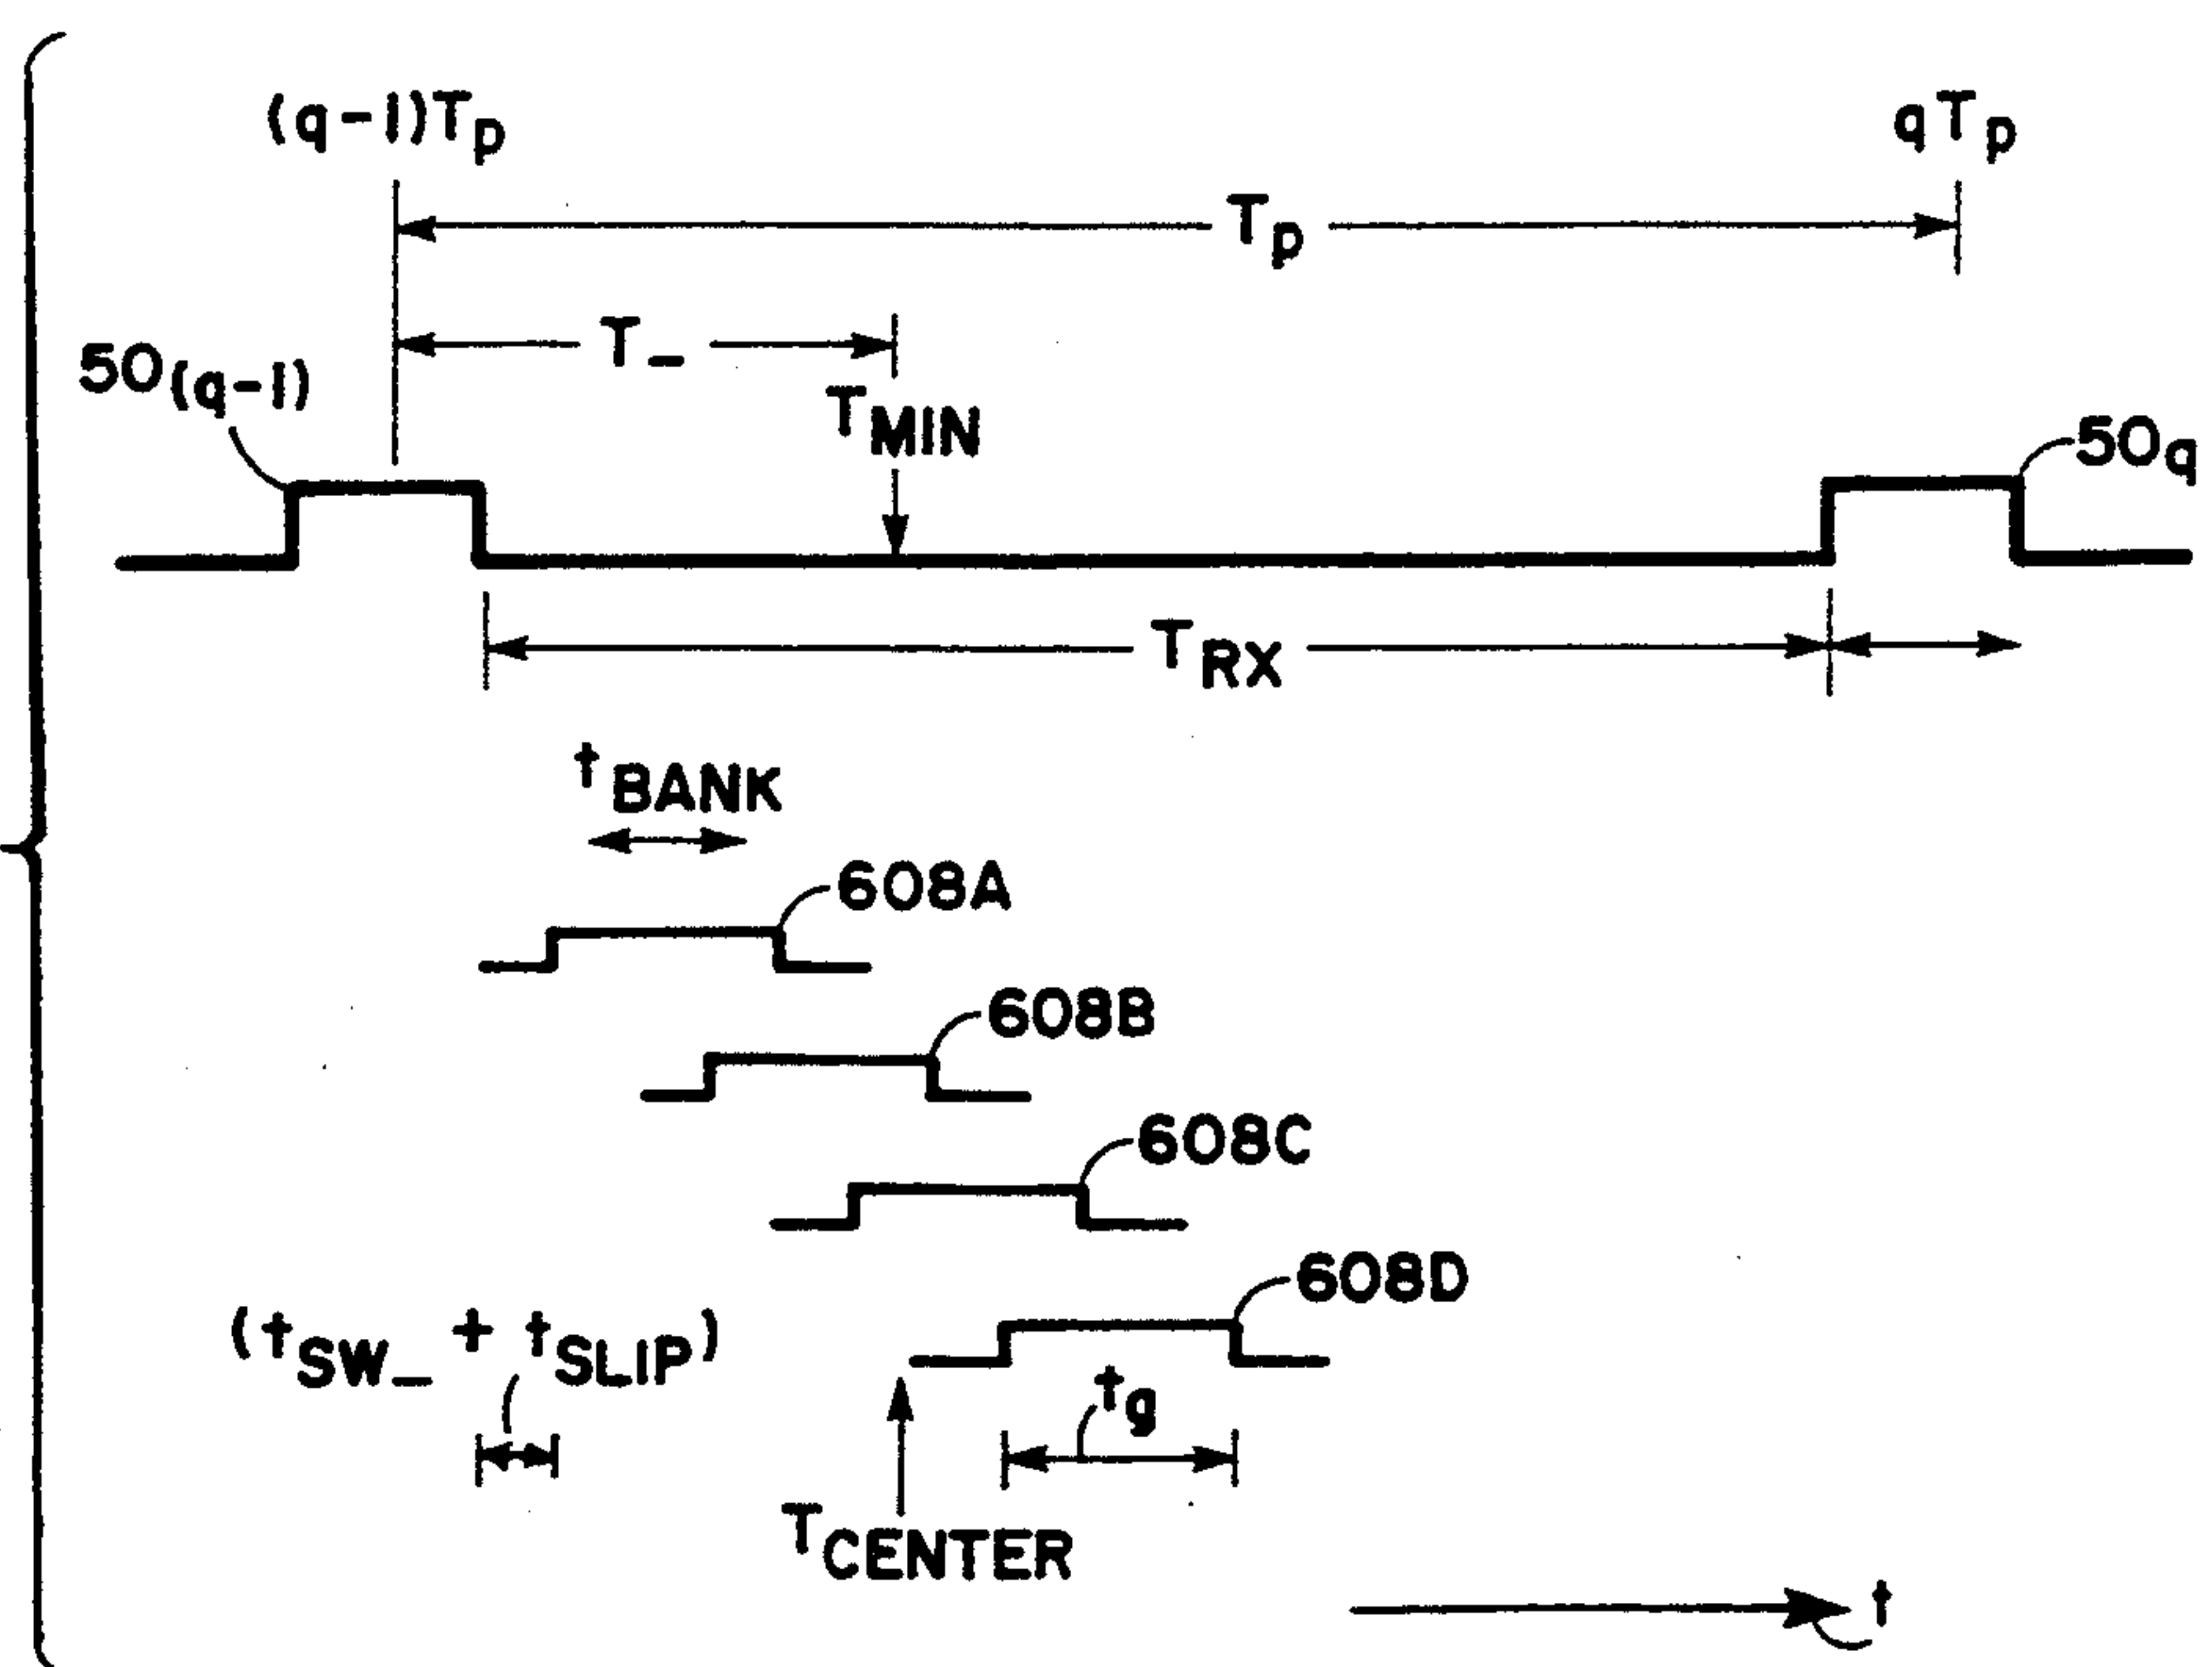 (q-1)Tp
qTp
Tp
T_
50(q-1)
TMIN
50q
TRX
tBANK
608A
608B
608C
608D
(tSW_ + tSLIP)
tg
TCENTER
t